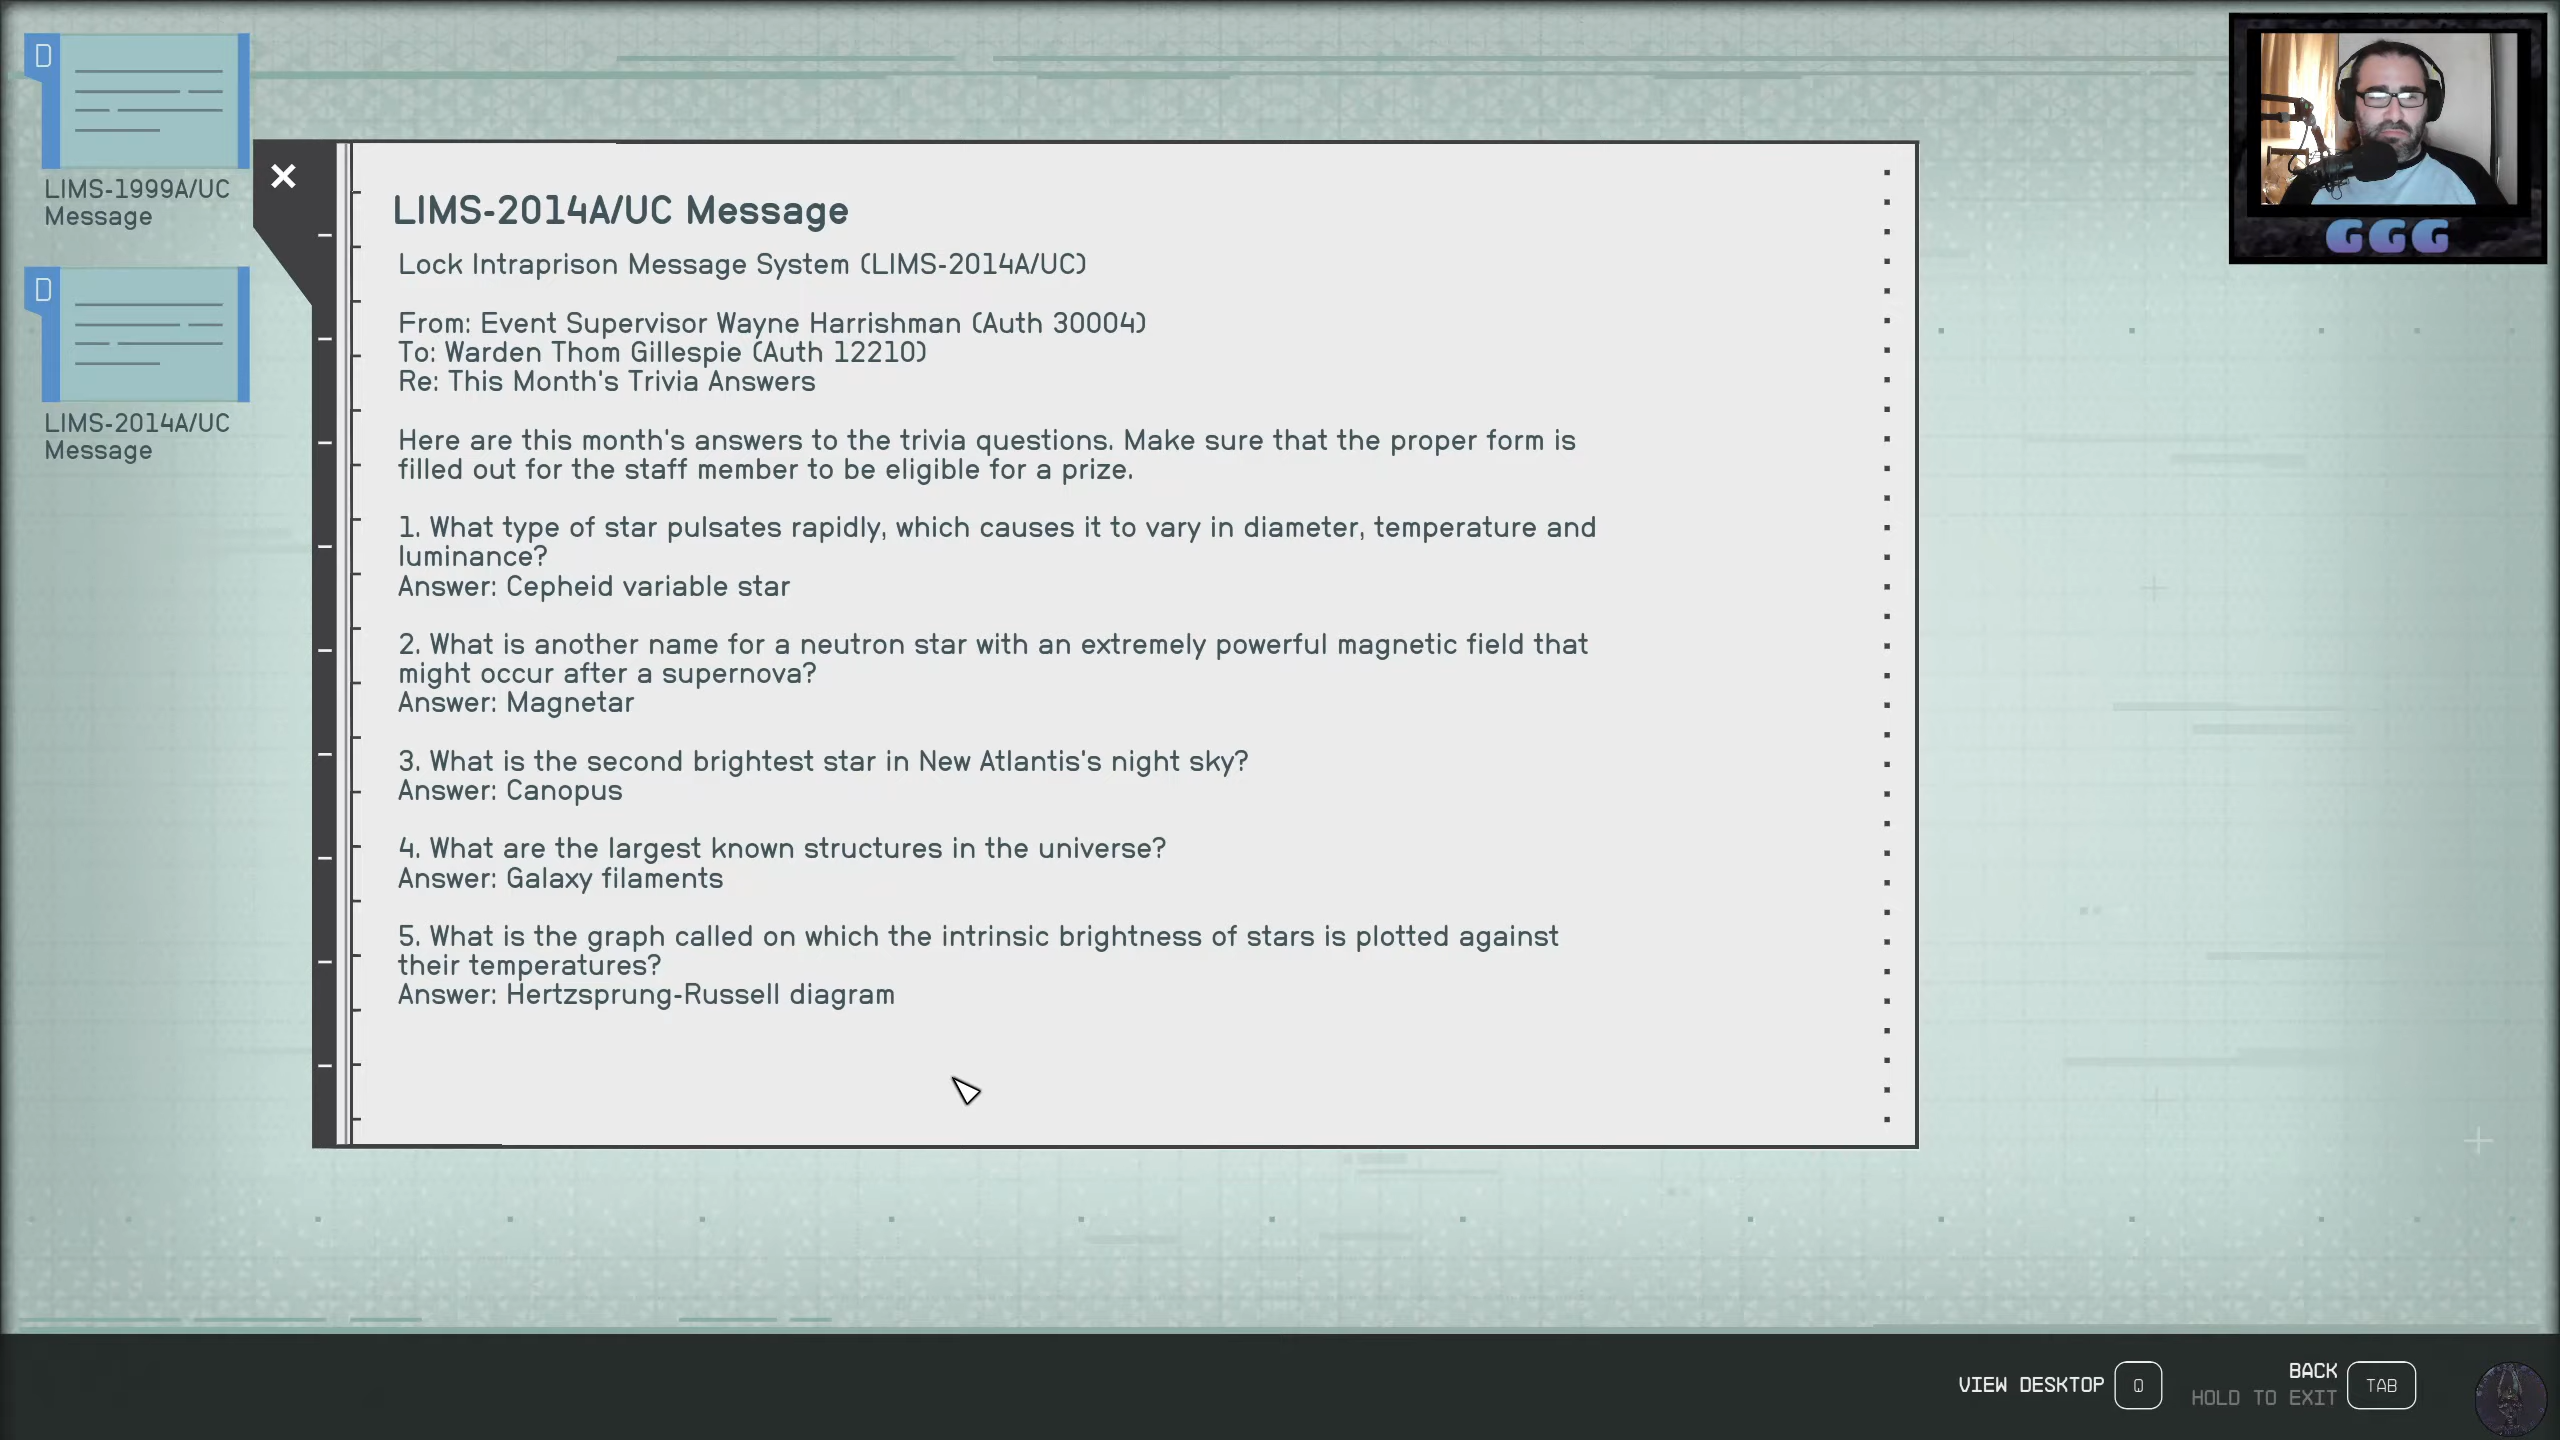 D
LIMS-1999A/UC
Message
D
LIMS-2014A/UC
Message
LIMS-2014A/UC Message
Lock Intraprison Message System (LIMS-2014A/UC)
From: Event Supervisor Wayne Harrishman (Auth 30004)
To: Warden Thom Gillespie (Auth 12210)
Re: This Month's Trivia Answers
Here are this month's answers to the trivia questions. Make sure that the proper form is
filled out for the staff member to be eligible for a prize.
1. What type of star pulsates rapidly, which causes it to vary in diameter, temperature and
luminance?
Answer: Cepheid variable star
2. What is another name for a neutron star with an extremely powerful magnetic field that
might occur after a supernova?
Answer: Magnetar
3. What is the second brightest star in New Atlantis's night sky?
Answer: Canopus
4. What are the largest known structures in the universe?
Answer: Galaxy filaments
5. What is the graph called on which the intrinsic brightness of stars is plotted against
their temperatures?
Answer: Hertzsprung-Russell diagram
GGG
VIEW DESKTOP Q
BACK
HOLD TO EXIT TAB